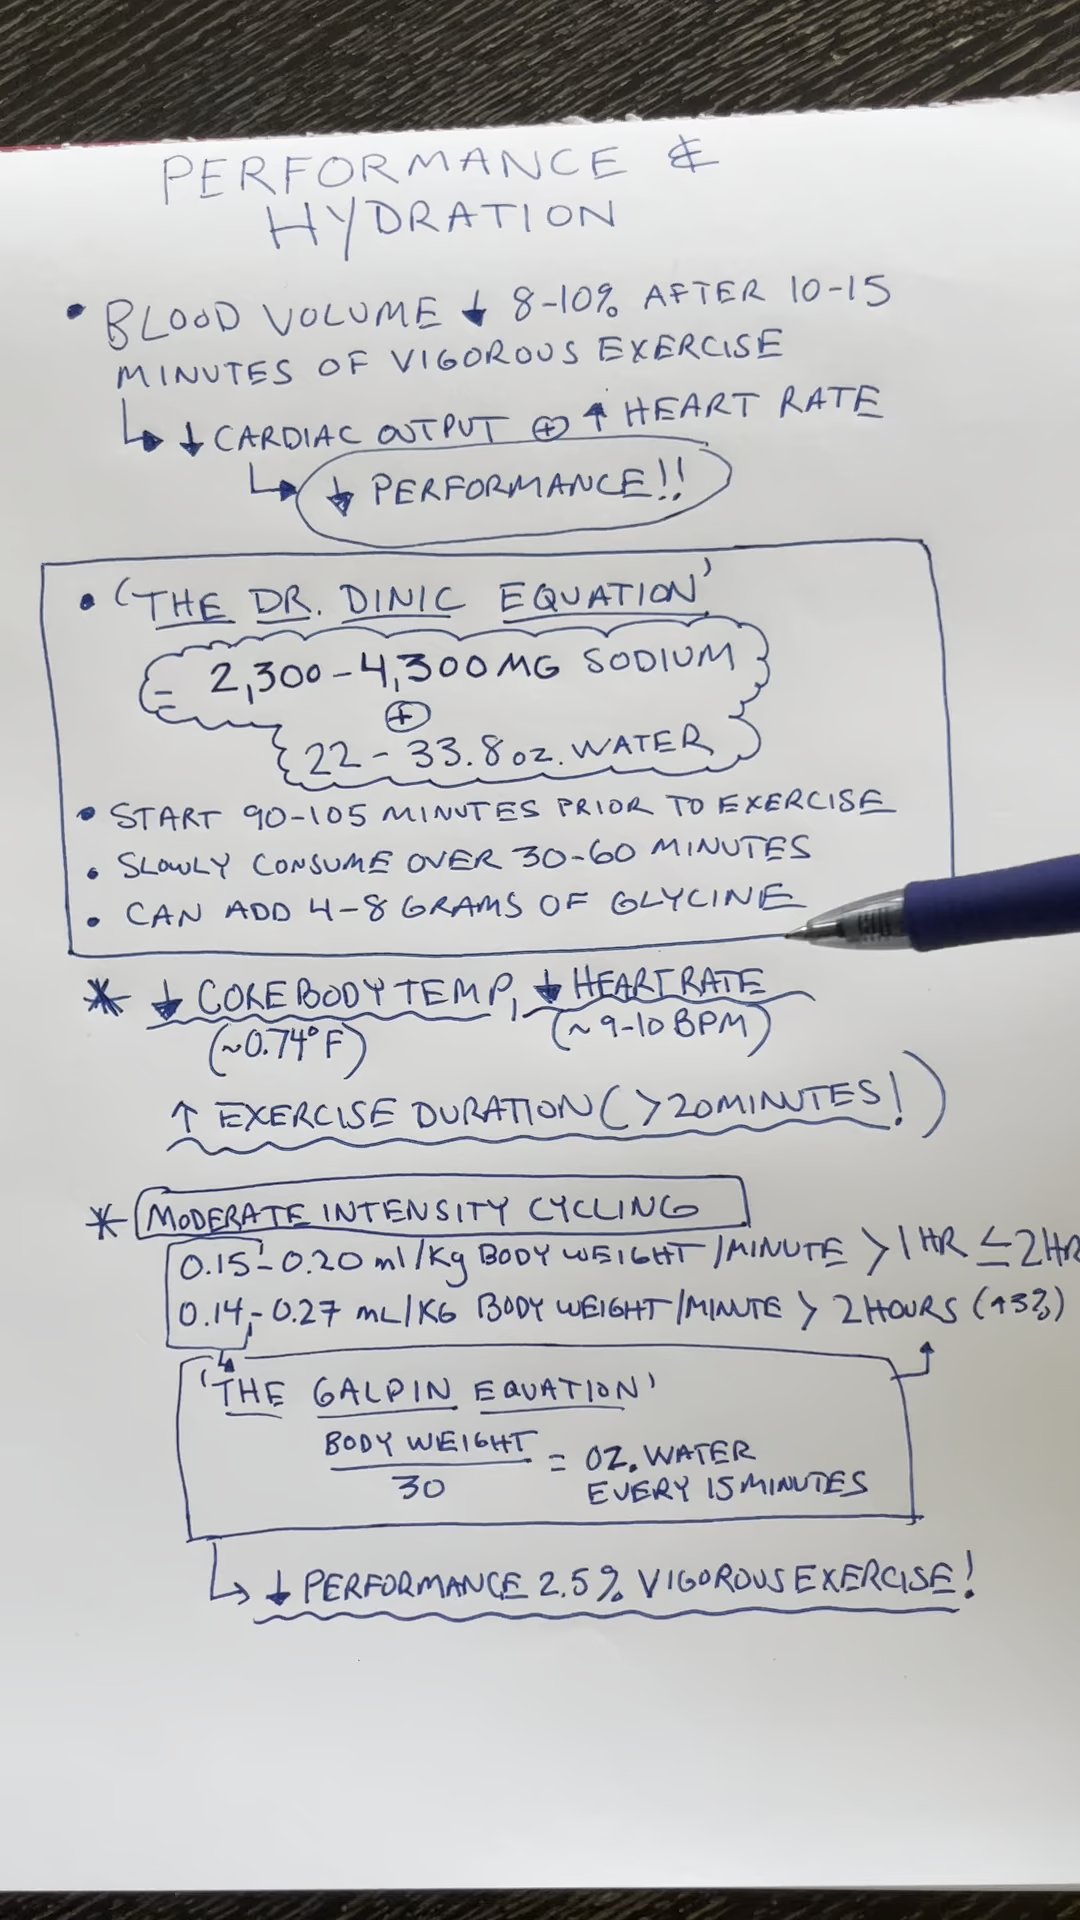 PERFORMANCE &
HYDRATION
• BLOOD VOLUME ↓ 8-10% AFTER 10-15
MINUTES OF VIGOROUS EXERCISE
↳ ↓ CARDIAC OUTPUT ⊕ ↑ HEART RATE
↳ ↓ PERFORMANCE!!
• 'THE DR. DINIC EQUATION'
- 2,300-4,300MG SODIUM
⊕
22-33.8oz. WATER
• START 90-105 MINUTES PRIOR TO EXERCISE
• SLOWLY CONSUME OVER 30-60 MINUTES
• CAN ADD 4-8 GRAMS OF GLYCINE
* ↓ CORE BODY TEMP, ↓ HEART RATE
(~0.74°F) (~9-10 BPM)
↑ EXERCISE DURATION (>20 MINUTES!)
* MODERATE INTENSITY CYCLING
0.15-0.20 ml/Kg BODY WEIGHT/MINUTE > 1 HR ≤ 2 HR
0.14-0.27 mL/KG BODY WEIGHT/MINUTE > 2 HOURS (↑3%)
'THE GALPIN EQUATION'
BODY WEIGHT
30
= OZ. WATER
EVERY 15 MINUTES
↳ ↓ PERFORMANCE 2.5% VIGOROUS EXERCISE!